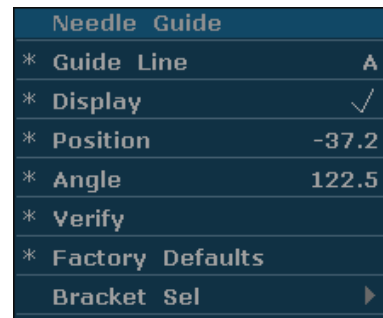 Needle Guide
* Guide Line A
* Display ✓
* Position -37.2
* Angle 122.5
* Verify
* Factory Defaults
Bracket Sel ▶